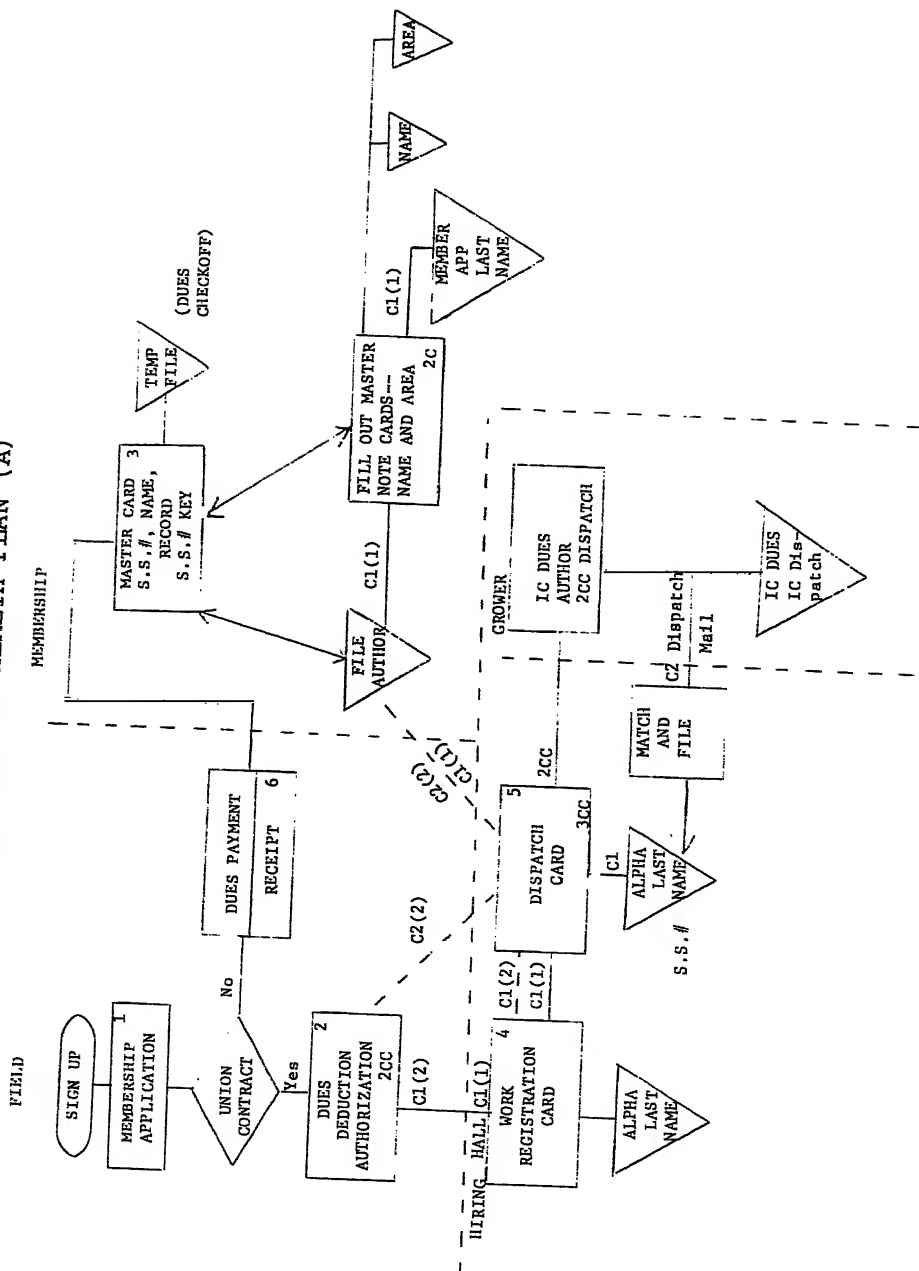 FIELD
SIGN UP
1
MEMBERSHIP
APPLICATION
UNION
CONTRACT
No
Yes
2
DUES
DEDUCTION
AUTHORIZATION
2CC
C1(2)
DUES PAYMENT
6
RECEIPT
C2(2)
MEMBERSHIP
3
MASTER CARD
S.S.#, NAME,
RECORD
S.S.# KEY
TEMP
FILE
(DUES
CHECKOFF)
FILE
AUTHOR
C1(1)
FILL OUT MASTER
NOTE CARDS--
NAME AND AREA
2C
C1(1)
MEMBER
APP
LAST
NAME
NAME
AREA
C2(2)
C1(1)
HIRING HALL
C1(1)
4
WORK
REGISTRATION
CARD
ALPHA
LAST
NAME
C1(2)
C1(1)
5
DISPATCH
CARD
3CC
2CC
C1
ALPHA
LAST
NAME
S.S.#
MATCH
AND
FILE
C2 Dispatch
Mail
GROWER
IC DUES
AUTHOR
2CC DISPATCH
IC DUES
IC Dis-
patch